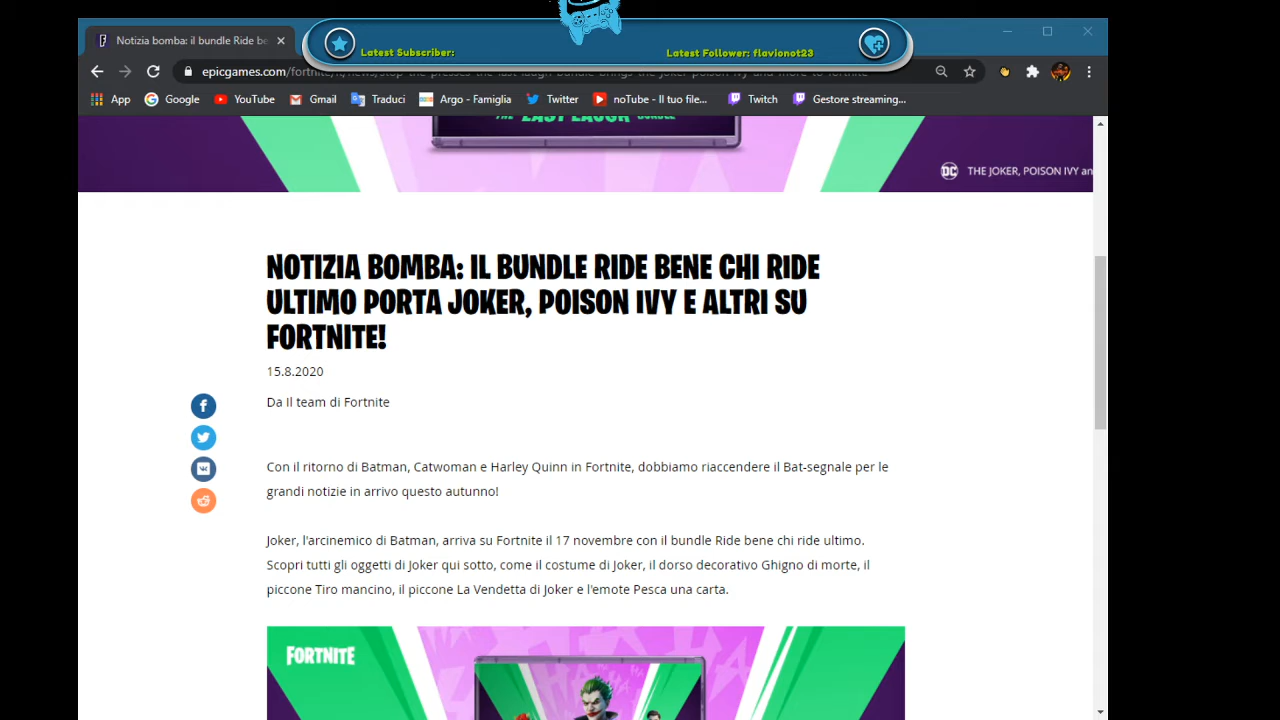 Notizia bomba: il bundle Ride be
Latest Subscriber:
Latest Follower: flavionot23
epicgames.com/fortnite/it/news/stop-the-presses-the-last-laugh-bundle-brings-the-joker-poison-ivy-and-more-to-fortnite
App
Google
YouTube
Gmail
Traduci
Argo - Famiglia
Twitter
noTube - Il tuo file...
Twitch
Gestore streaming...
THE LAST LAUGH BUNDLE
DC THE JOKER, POISON IVY an
NOTIZIA BOMBA: IL BUNDLE RIDE BENE CHI RIDE
ULTIMO PORTA JOKER, POISON IVY E ALTRI SU
FORTNITE!
15.8.2020
Da Il team di Fortnite
Con il ritorno di Batman, Catwoman e Harley Quinn in Fortnite, dobbiamo riaccendere il Bat-segnale per le
grandi notizie in arrivo questo autunno!
Joker, l'arcinemico di Batman, arriva su Fortnite il 17 novembre con il bundle Ride bene chi ride ultimo.
Scopri tutti gli oggetti di Joker qui sotto, come il costume di Joker, il dorso decorativo Ghigno di morte, il
piccone Tiro mancino, il piccone La Vendetta di Joker e l'emote Pesca una carta.
FORTNITE